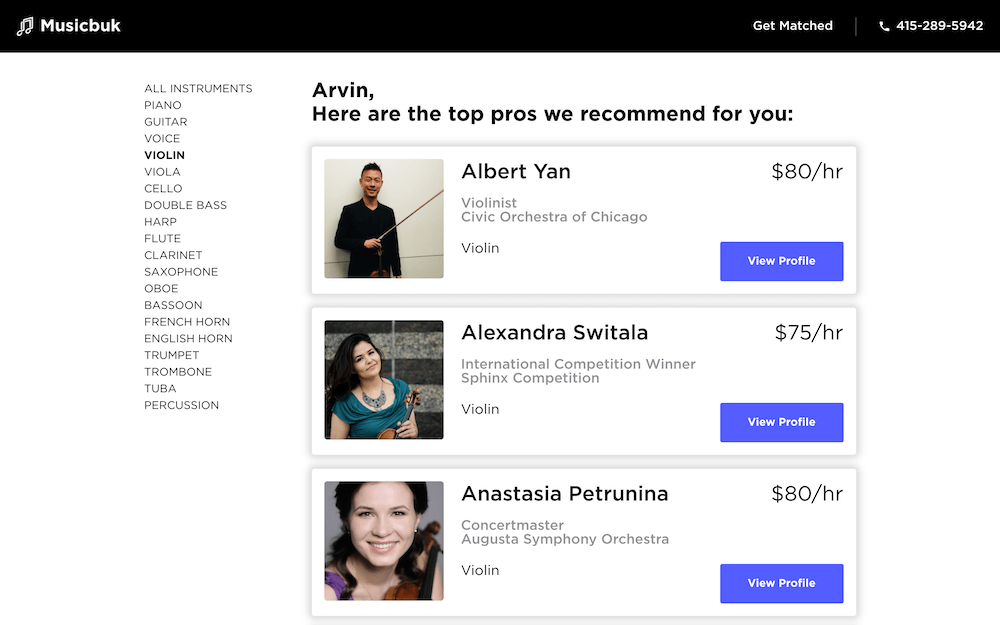 Musicbuk
Get Matched
415-289-5942
ALL INSTRUMENTS
PIANO
GUITAR
VOICE
VIOLIN
VIOLA
CELLO
DOUBLE BASS
HARP
FLUTE
CLARINET
SAXOPHONE
OBOE
BASSOON
FRENCH HORN
ENGLISH HORN
TRUMPET
TROMBONE
TUBA
PERCUSSION
Arvin,
Here are the top pros we recommend for you:
Albert Yan
$80/hr
Violinist
Civic Orchestra of Chicago
Violin
View Profile
Alexandra Switala
$75/hr
International Competition Winner
Sphinx Competition
Violin
View Profile
Anastasia Petrunina
$80/hr
Concertmaster
Augusta Symphony Orchestra
Violin
View Profile